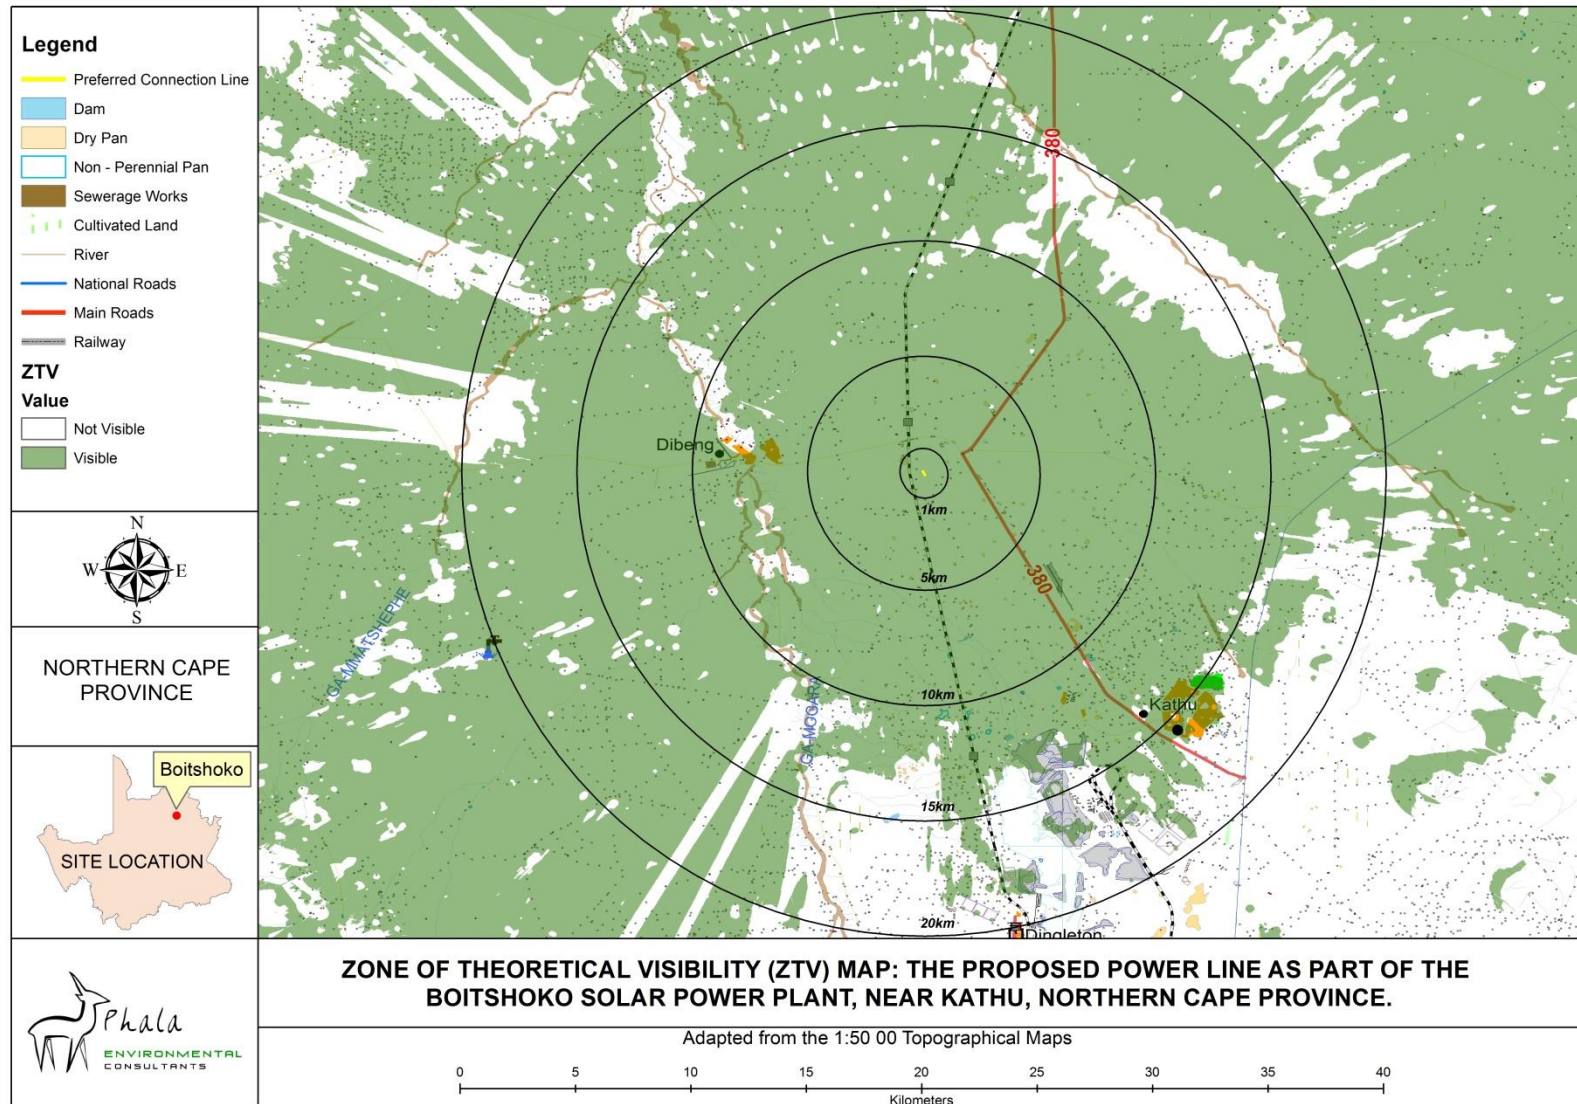 Legend
Preferred Connection Line
Dam
Dry Pan
Non - Perennial Pan
Sewerage Works
Cultivated Land
River
National Roads
Main Roads
Railway
ZTV
Value
Not Visible
Visible
N
W E
S
NORTHERN CAPE
PROVINCE
Boitshoko
SITE LOCATION
Phala
ENVIRONMENTAL
CONSULTANTS
380
Dibeng
1km
380
5km
GA-MMATSHEPHE
GA-MOGARA
10km
Kathu
15km
20km
Dingleton
ZONE OF THEORETICAL VISIBILITY (ZTV) MAP: THE PROPOSED POWER LINE AS PART OF THE
BOITSHOKO SOLAR POWER PLANT, NEAR KATHU, NORTHERN CAPE PROVINCE.
Adapted from the 1:50 00 Topographical Maps
0 5 10 15 20 25 30 35 40
Kilometers